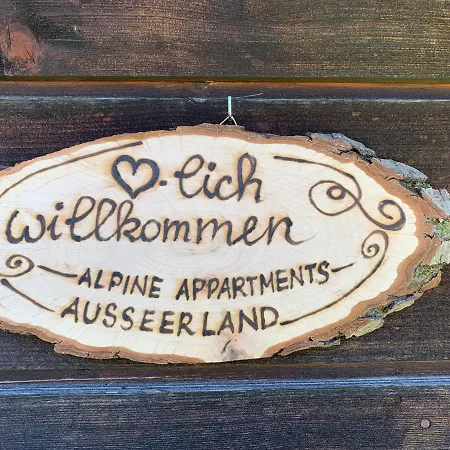 ♡-lich
willkommen
ALPINE APPARTMENTS
AUSSEERLAND